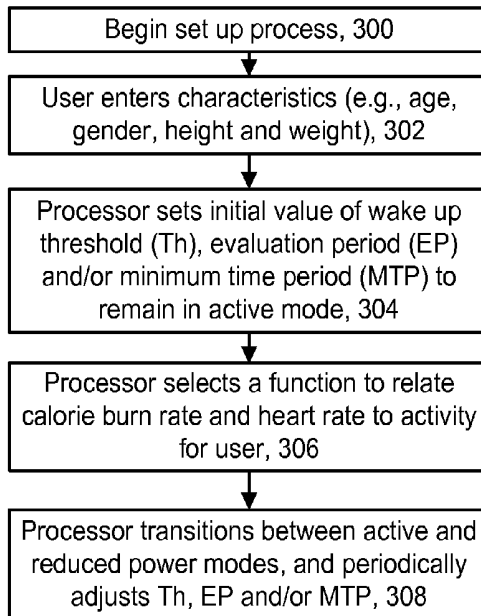 Begin set up process, 300
User enters characteristics (e.g., age,
gender, height and weight), 302
Processor sets initial value of wake up
threshold (Th), evaluation period (EP)
and/or minimum time period (MTP) to
remain in active mode, 304
Processor selects a function to relate
calorie burn rate and heart rate to activity
for user, 306
Processor transitions between active and
reduced power modes, and periodically
adjusts Th, EP and/or MTP, 308